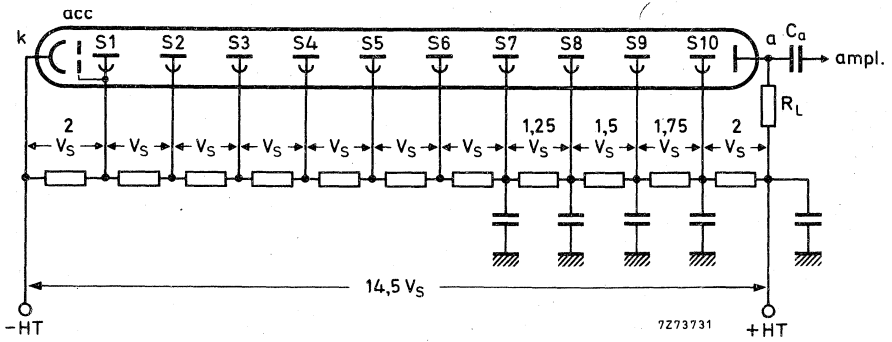 acc
k S1 S2 S3 S4 S5 S6 S7 S8 S9 S10 a Ca ampl.
RL
2 1,25 1,5 1,75 2
VS VS VS VS VS VS VS VS VS VS VS
14,5 VS
-HT 7Z73731 +HT